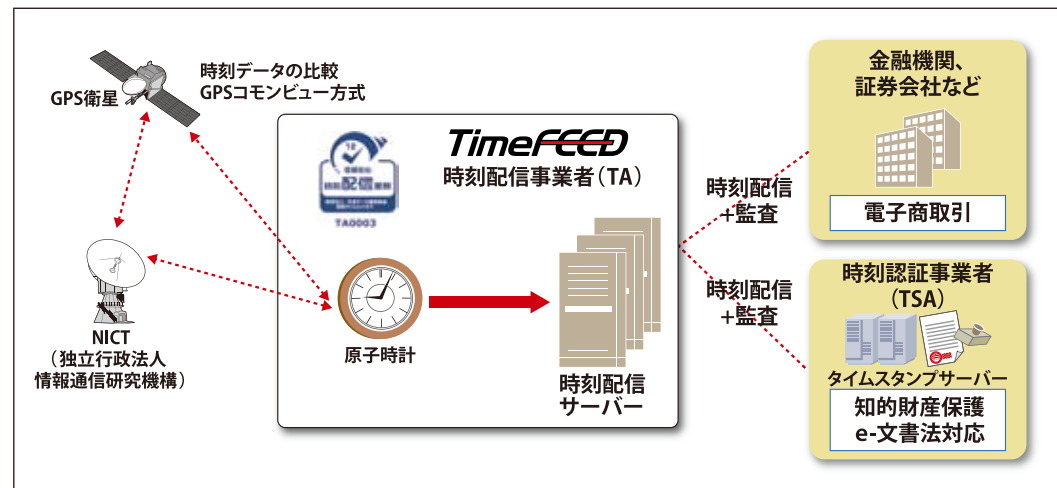 GPS衛星
時刻データの比較
GPSコモンビュー方式
NICT
（独立行政法人
情報通信研究機構）
TimeFEED
時刻配信事業者（TA）
時刻配信業務
TA0003
原子時計
時刻配信
サーバー
時刻配信
+監査
時刻配信
+監査
金融機関、
証券会社など
電子商取引
時刻認証事業者
（TSA）
タイムスタンプサーバー
知的財産保護
e-文書法対応